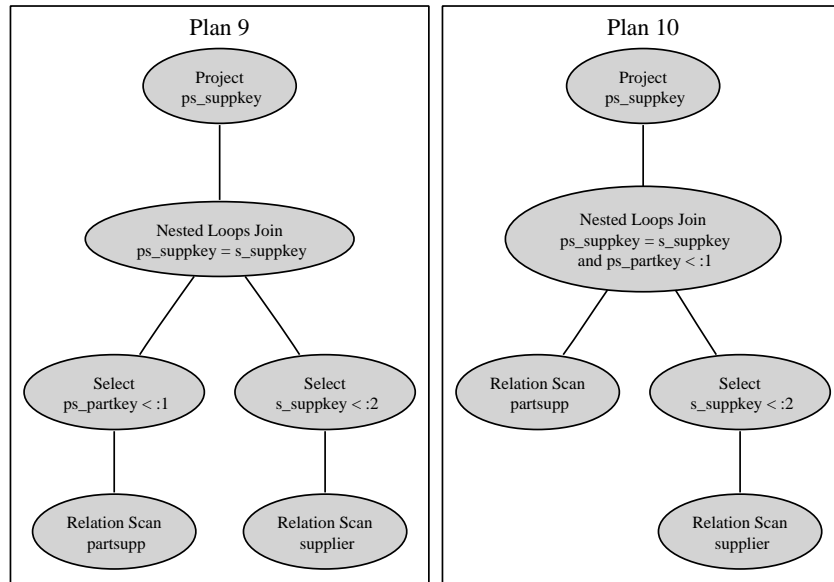 Plan 9
Project
ps_suppkey
Nested Loops Join
ps_suppkey = s_suppkey
Select
ps_partkey < :1
Select
s_suppkey < :2
Relation Scan
partsupp
Relation Scan
supplier
Plan 10
Project
ps_suppkey
Nested Loops Join
ps_suppkey = s_suppkey
and ps_partkey < :1
Relation Scan
partsupp
Select
s_suppkey < :2
Relation Scan
supplier